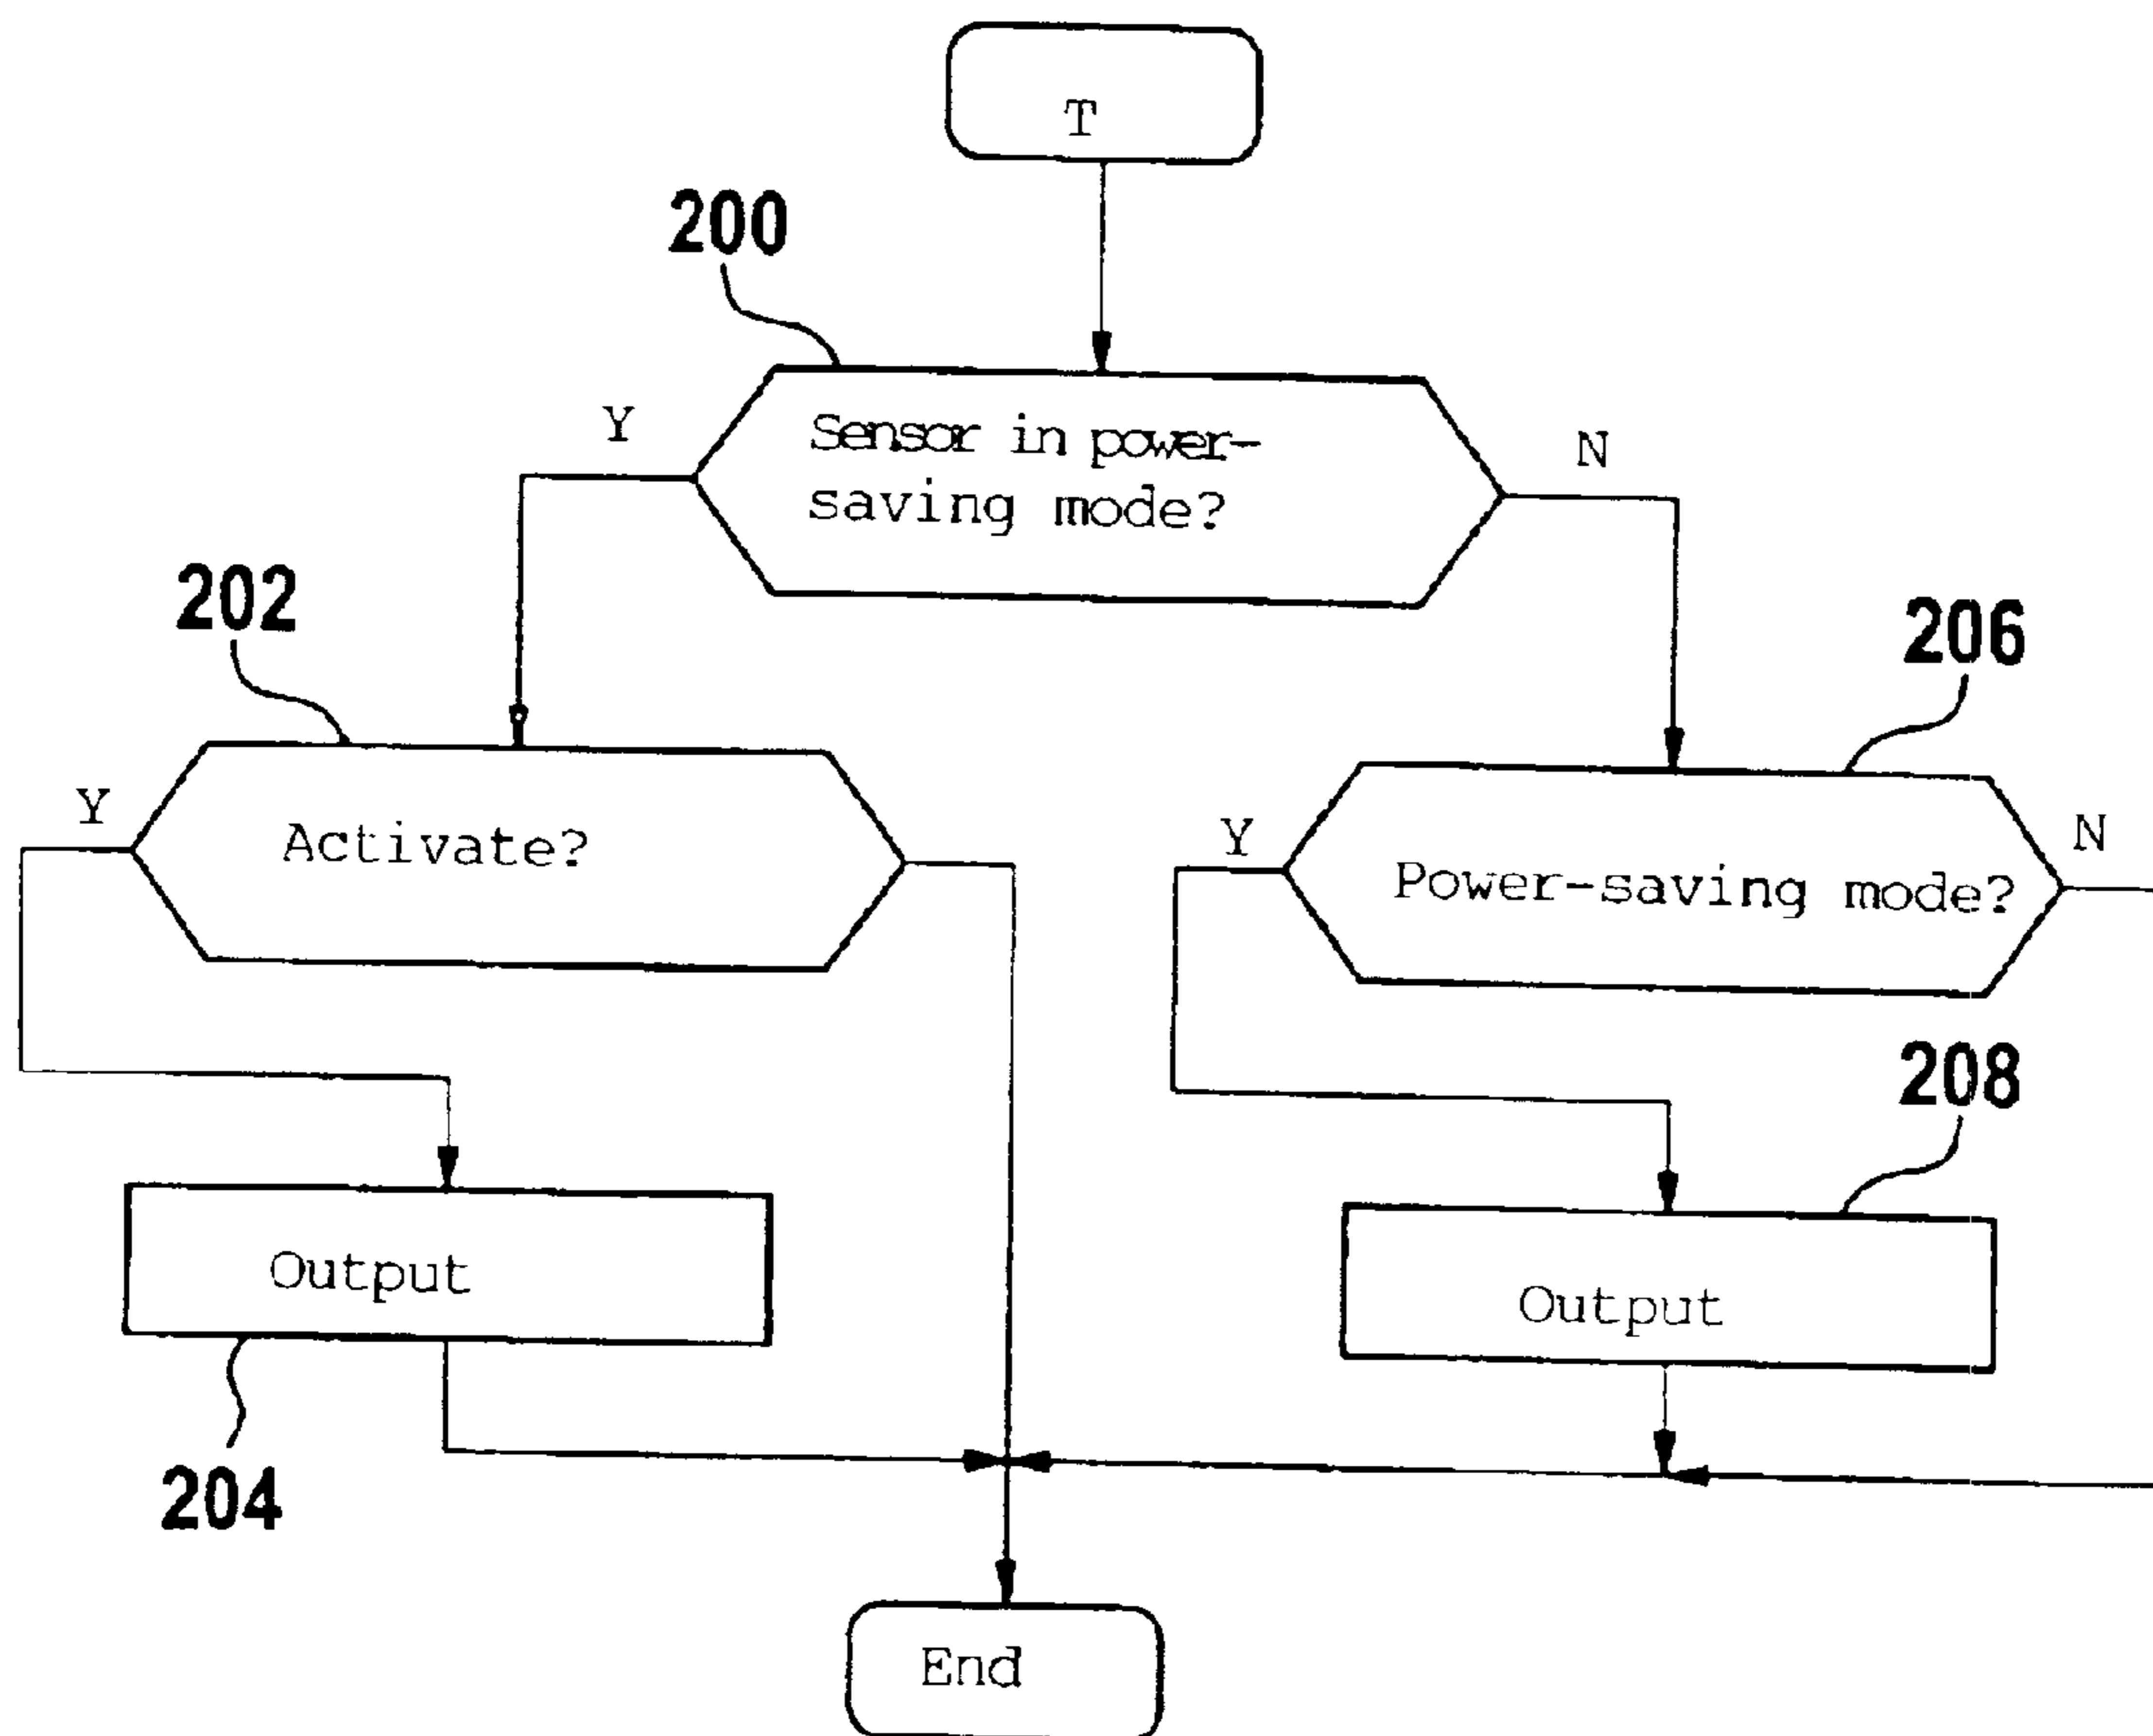 T
200
Y
Sensor in power-
saving mode?
N
202
206
Y
Activate?
Y
Power-saving mode?
N
208
Output
Output
204
End